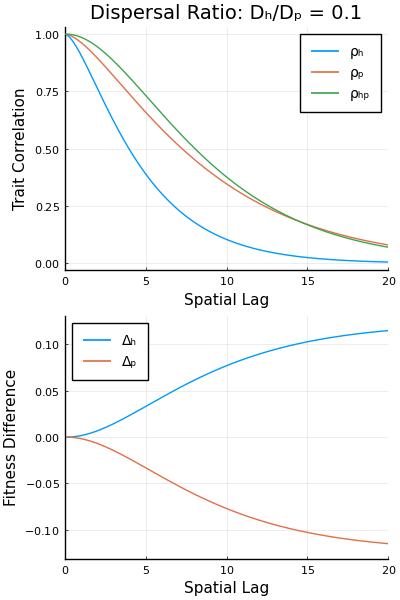 Dispersal Ratio: Dₕ/Dₚ = 0.1
Trait Correlation
1.00
0.75
0.50
0.25
0.00
ρₕ
ρₚ
ρₕₚ
0 5 10 15 20
Spatial Lag
Fitness Difference
0.10
0.05
0.00
−0.05
−0.10
Δₕ
Δₚ
0 5 10 15 20
Spatial Lag